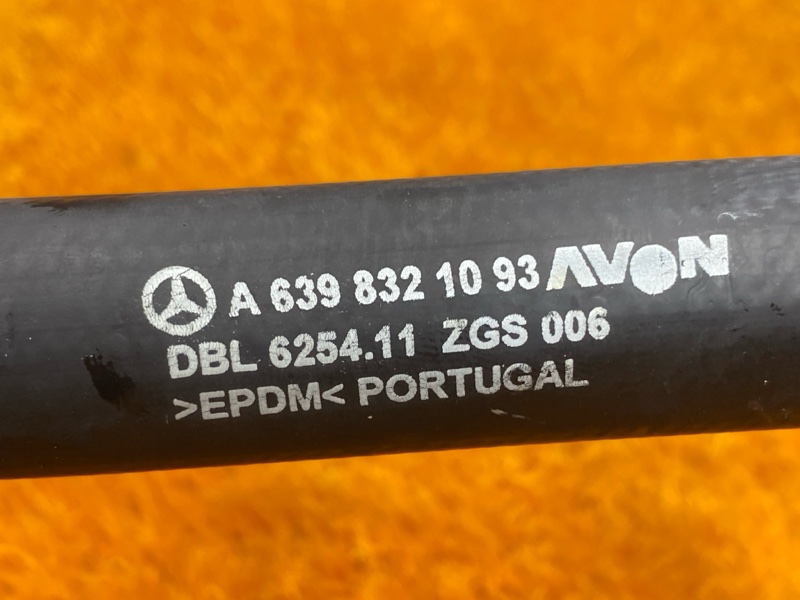 A 639 832 10 93 AVON
DBL 6254.11 ZGS 006
>EPDM< PORTUGAL